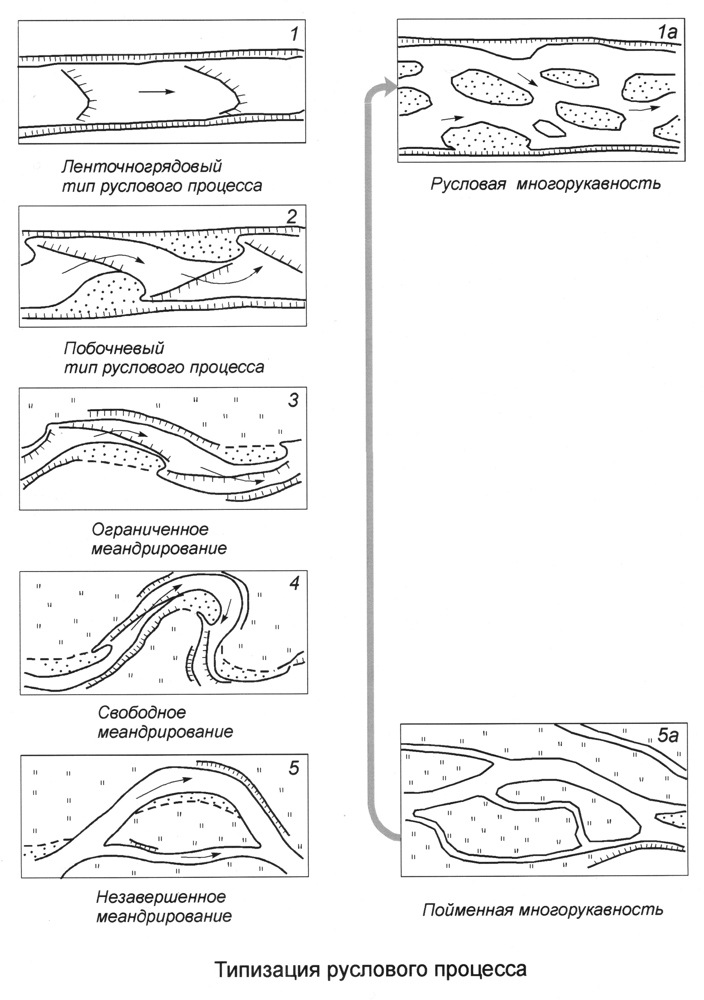 1
Ленточногрядовый
тип руслового процесса
2
Побочневый
тип руслового процесса
3
Ограниченное
меандрирование
4
Свободное
меандрирование
5
Незавершенное
меандрирование
1а
Русловая многорукавность
5а
Пойменная многорукавность
Типизация руслового процесса